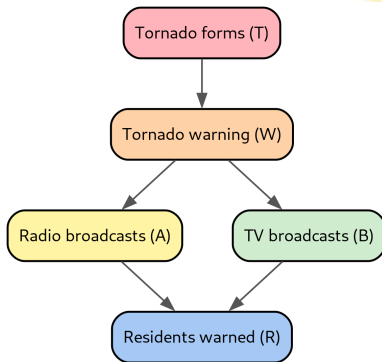 Tornado forms (T)
Tornado warning (W)
Radio broadcasts (A)
TV broadcasts (B)
Residents warned (R)